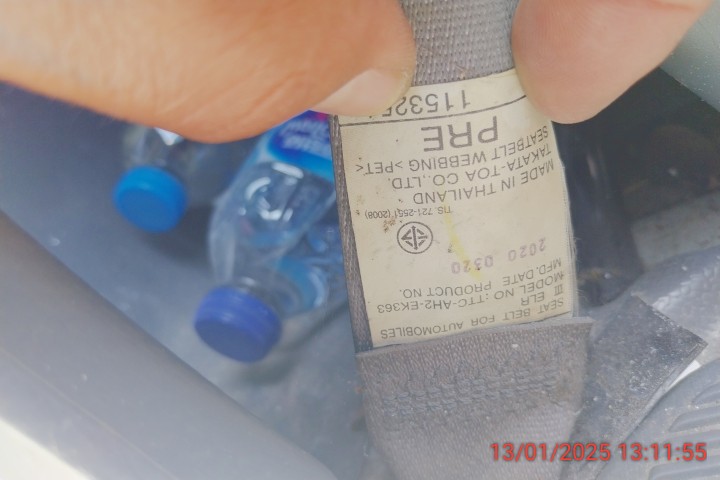 SEAT BELT FOR AUTOMOBILES
ELR
MODEL NO : TTC-AH2-EK363
MFD.DATE PRODUCT NO.
2020 0320
TIS 721-2551 (2008)
MADE IN THAILAND
TAKATA-TOA CO.,LTD.
SEATBELT WEBBING >PET<
PRE
11532
13/01/2025 13:11:55